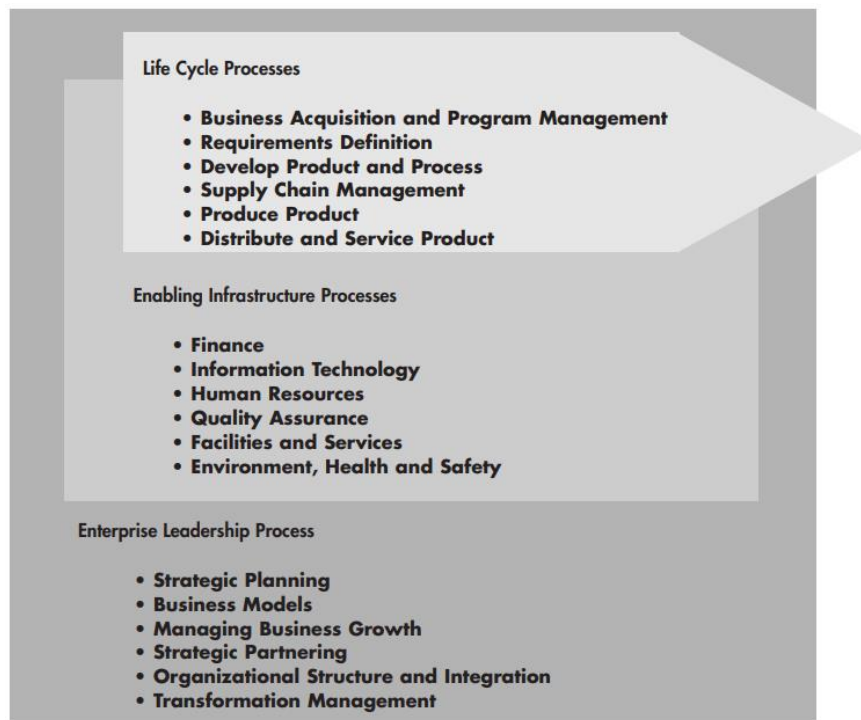 Life Cycle Processes
• Business Acquisition and Program Management
• Requirements Definition
• Develop Product and Process
• Supply Chain Management
• Produce Product
• Distribute and Service Product
Enabling Infrastructure Processes
• Finance
• Information Technology
• Human Resources
• Quality Assurance
• Facilities and Services
• Environment, Health and Safety
Enterprise Leadership Process
• Strategic Planning
• Business Models
• Managing Business Growth
• Strategic Partnering
• Organizational Structure and Integration
• Transformation Management